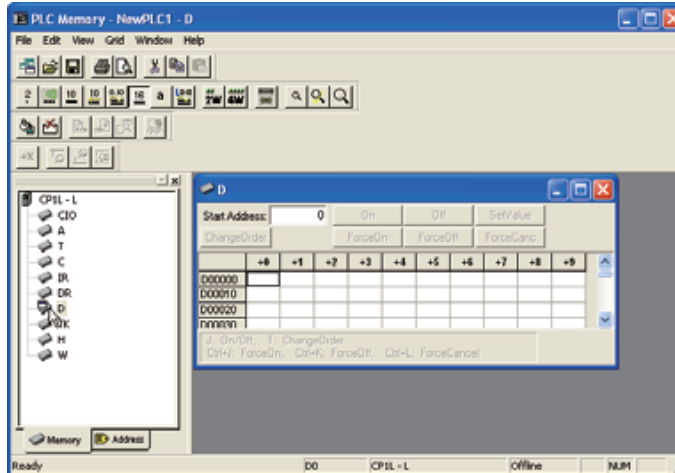 PLC Memory - NewPLC1 - D
File Edit View Grid Window Help
CP1L - L
CIO
A
T
C
IR
DR
D
TK
H
W
Memory Address
D
Start Address: 0 On Off SetValue
ChangeOrder ForceOn ForceOff ForceCanc
+0 +1 +2 +3 +4 +5 +6 +7 +8 +9
D00000
D00010
D00020
D00030
J: On/Off, T: ChangeOrder
Ctrl+J: ForceOn, Ctrl+K: ForceOff, Ctrl+L: ForceCancel
Ready D0 CP1L - L Offline NUM